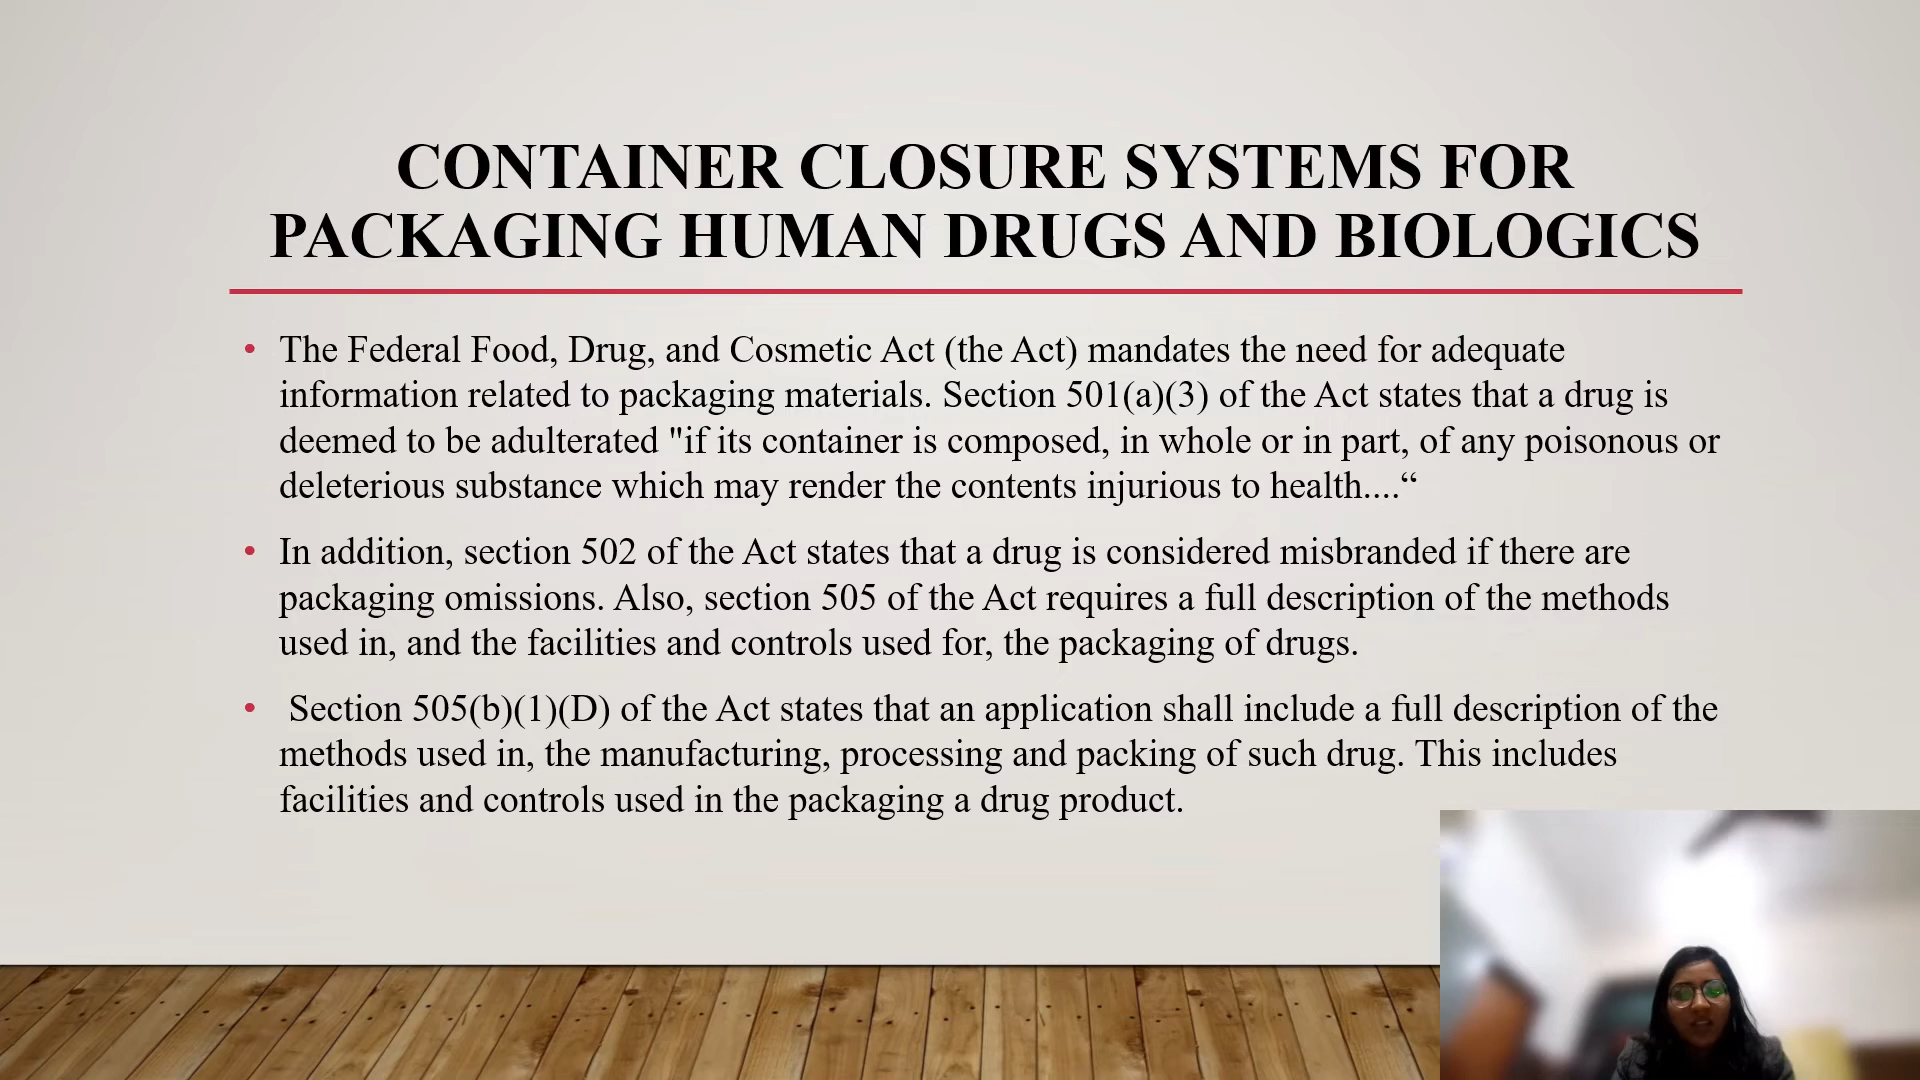 CONTAINER CLOSURE SYSTEMS FOR
PACKAGING HUMAN DRUGS AND BIOLOGICS
• The Federal Food, Drug, and Cosmetic Act (the Act) mandates the need for adequate
information related to packaging materials. Section 501(a)(3) of the Act states that a drug is
deemed to be adulterated "if its container is composed, in whole or in part, of any poisonous or
deleterious substance which may render the contents injurious to health....“
• In addition, section 502 of the Act states that a drug is considered misbranded if there are
packaging omissions. Also, section 505 of the Act requires a full description of the methods
used in, and the facilities and controls used for, the packaging of drugs.
• Section 505(b)(1)(D) of the Act states that an application shall include a full description of the
methods used in, the manufacturing, processing and packing of such drug. This includes
facilities and controls used in the packaging a drug product.